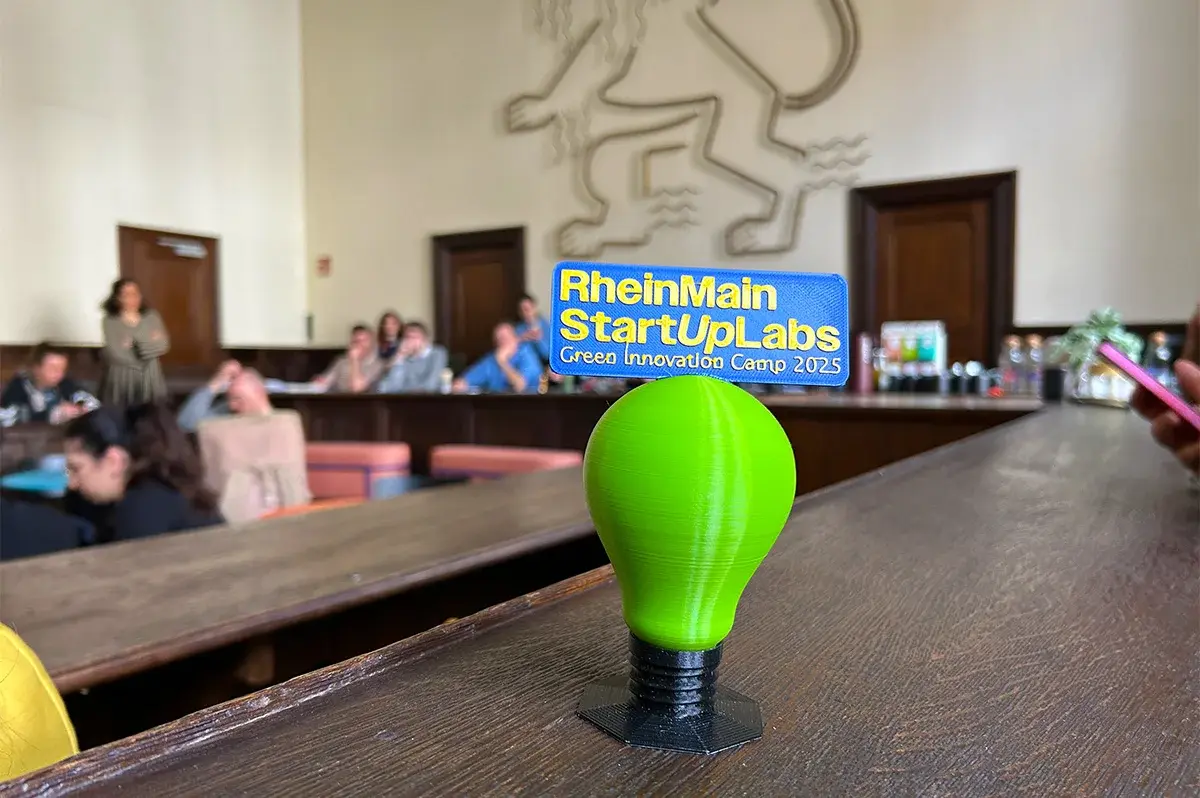 RheinMain
StartUpLabs
Green Innovation Camp 2025